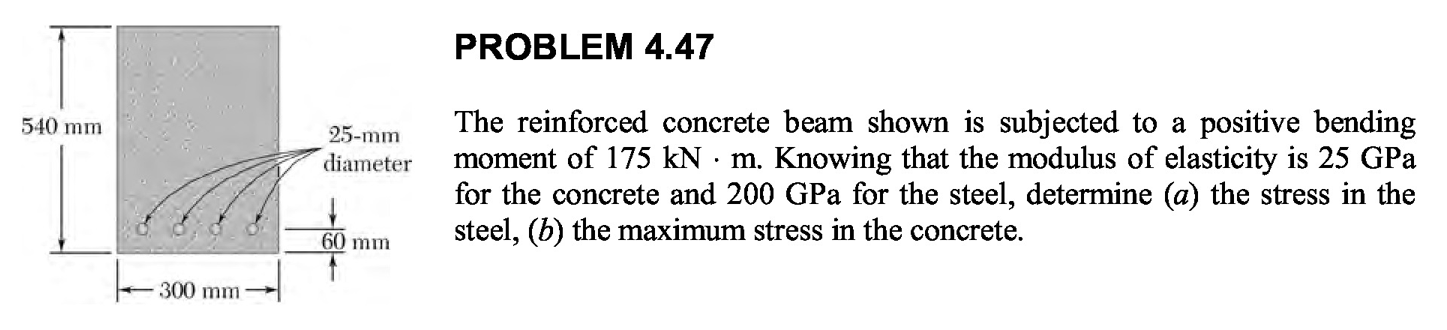 PROBLEM 4.47
540 mm
25-mm
diameter
60 mm
300 mm
The reinforced concrete beam shown is subjected to a positive bending
moment of 175 kN · m. Knowing that the modulus of elasticity is 25 GPa
for the concrete and 200 GPa for the steel, determine (a) the stress in the
steel, (b) the maximum stress in the concrete.